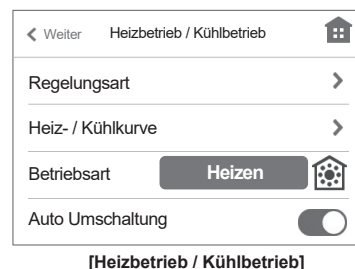 Weiter Heizbetrieb / Kühlbetrieb
Regelungsart
Heiz- / Kühlkurve
Betriebsart Heizen
Auto Umschaltung
[Heizbetrieb / Kühlbetrieb]